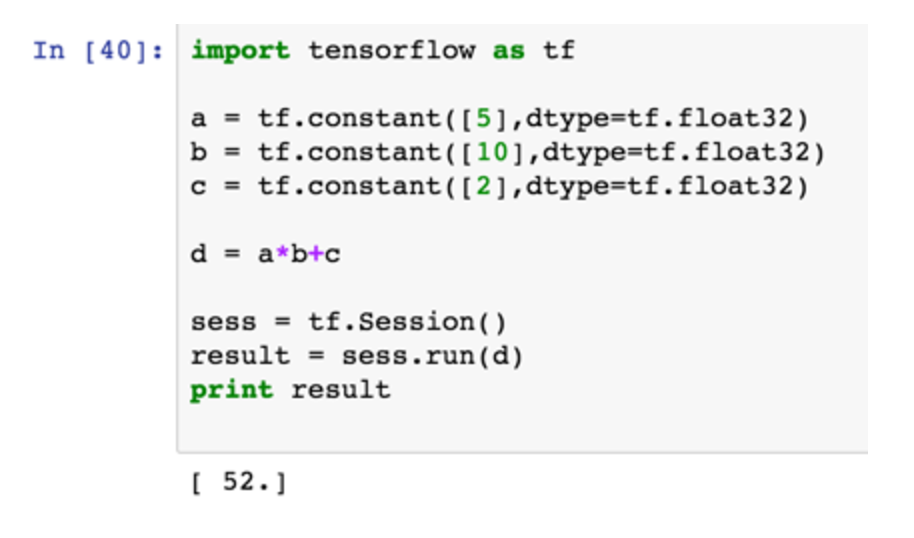 In [40]: import tensorflow as tf
a = tf.constant([5],dtype=tf.float32)
b = tf.constant([10],dtype=tf.float32)
c = tf.constant([2],dtype=tf.float32)
d = a*b+c
sess = tf.Session()
result = sess.run(d)
print result
[ 52.]